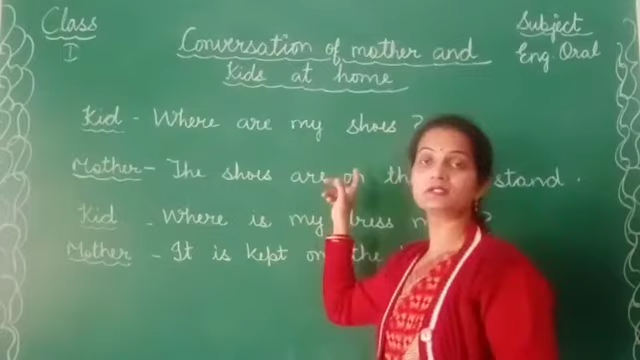 Class
I
Subject
Eng. Oral
Conversation of mother and
Kids at home
Kid - Where are my shoes ?
Mother - The shoes are on stand .
Kid - Where is my ?
Mother - It is kept on the